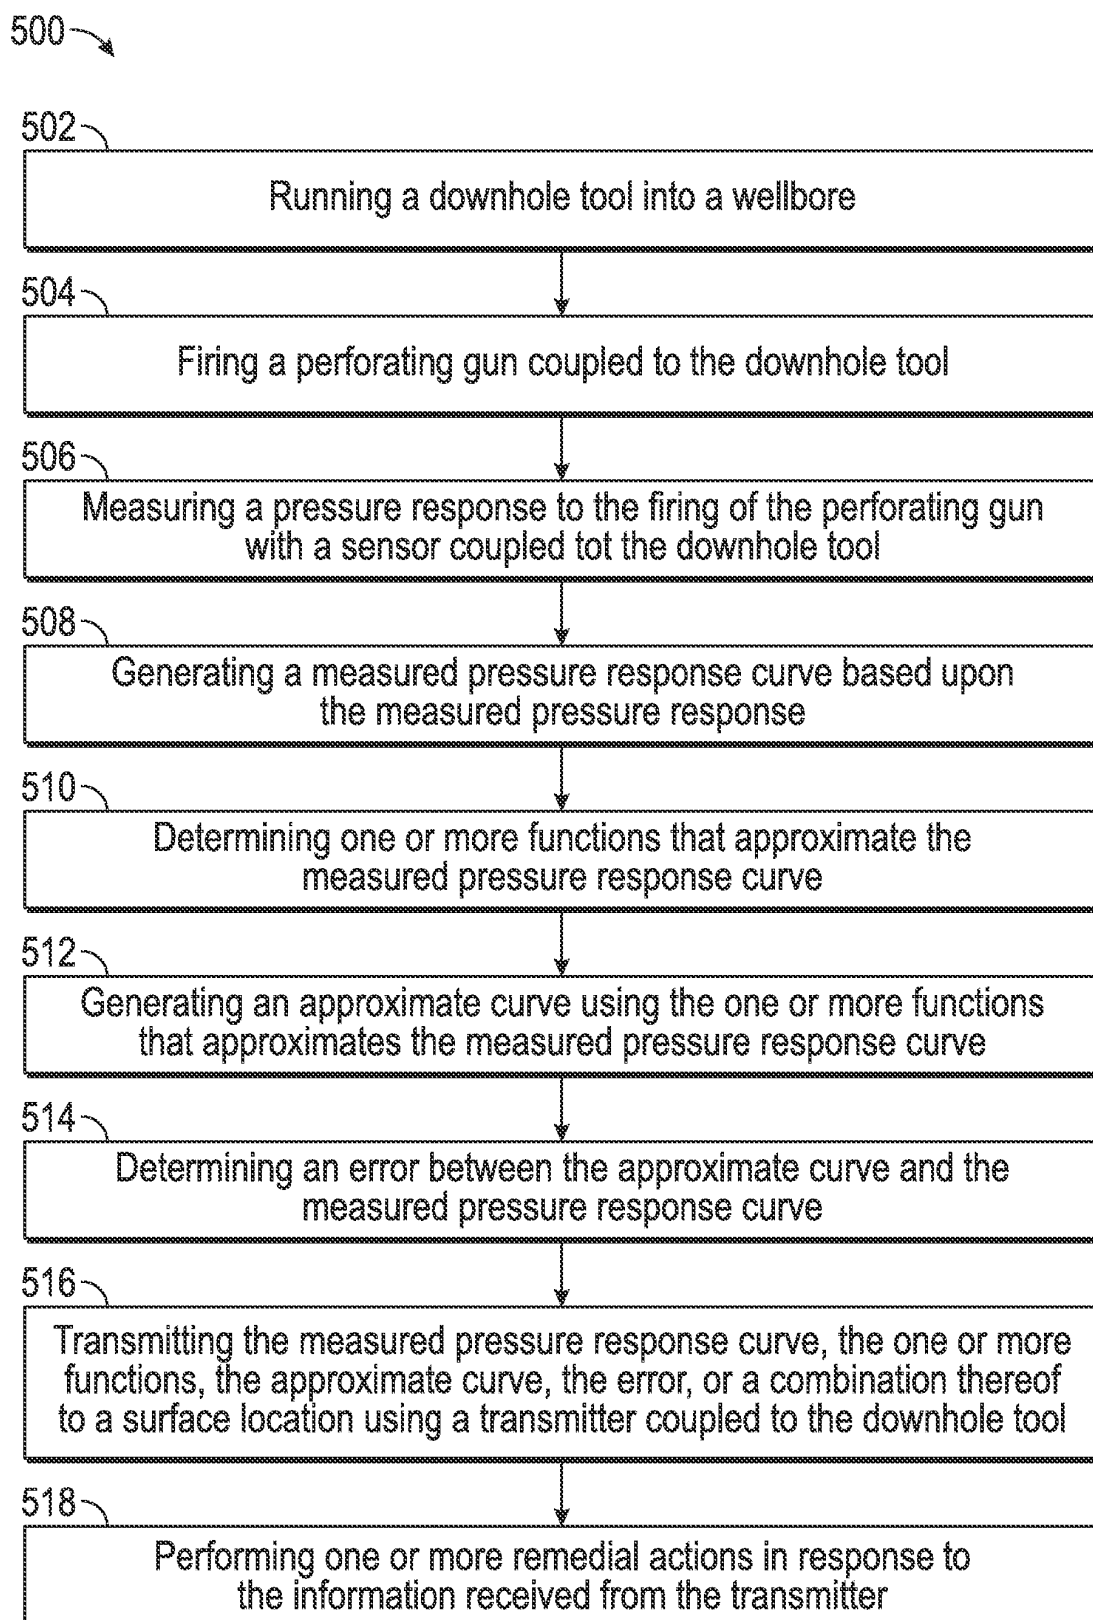 500
502
Running a downhole tool into a wellbore
504
Firing a perforating gun coupled to the downhole tool
506
Measuring a pressure response to the firing of the perforating gun
with a sensor coupled tot the downhole tool
508
Generating a measured pressure response curve based upon
the measured pressure response
510
Determining one or more functions that approximate the
measured pressure response curve
512
Generating an approximate curve using the one or more functions
that approximates the measured pressure response curve
514
Determining an error between the approximate curve and the
measured pressure response curve
516
Transmitting the measured pressure response curve, the one or more
functions, the approximate curve, the error, or a combination thereof
to a surface location using a transmitter coupled to the downhole tool
518
Performing one or more remedial actions in response to
the information received from the transmitter